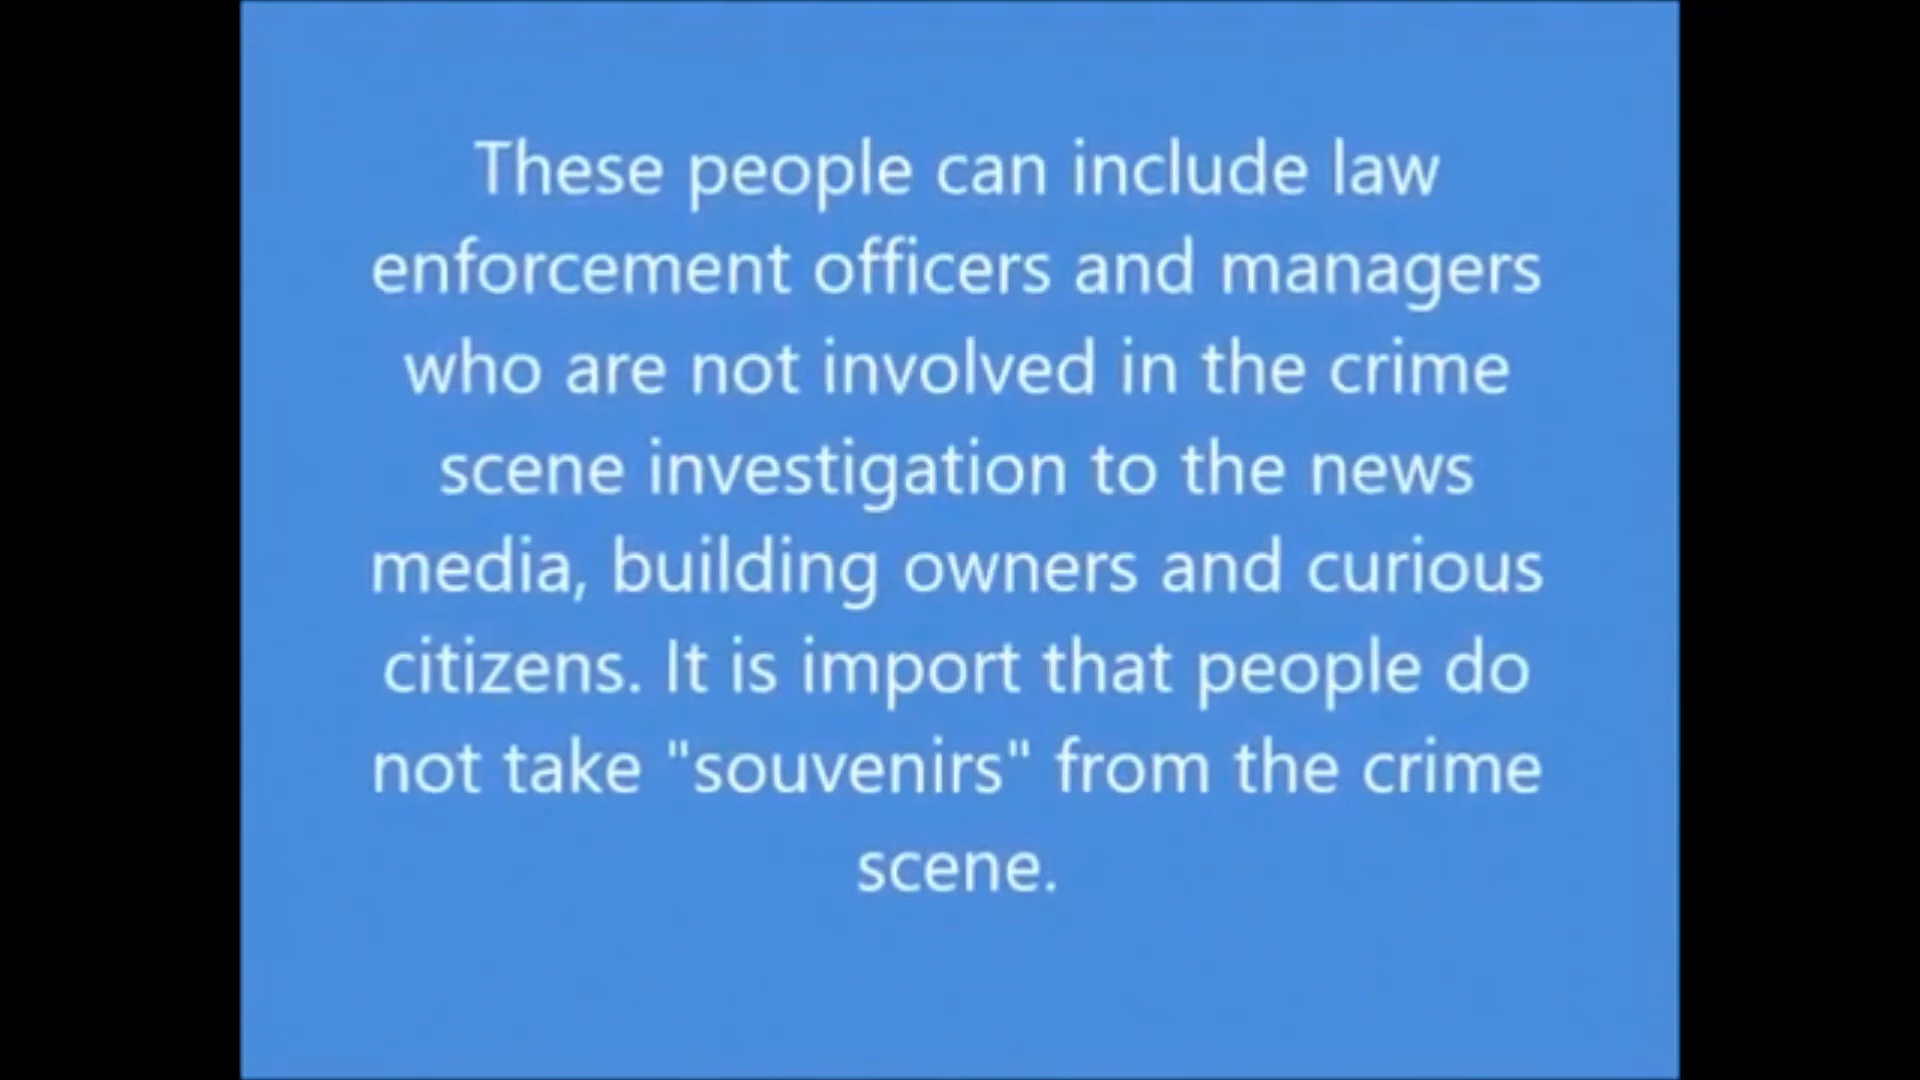 These people can include law
enforcement officers and managers
who are not involved in the crime
scene investigation to the news
media, building owners and curious
citizens. It is import that people do
not take "souvenirs" from the crime
scene.